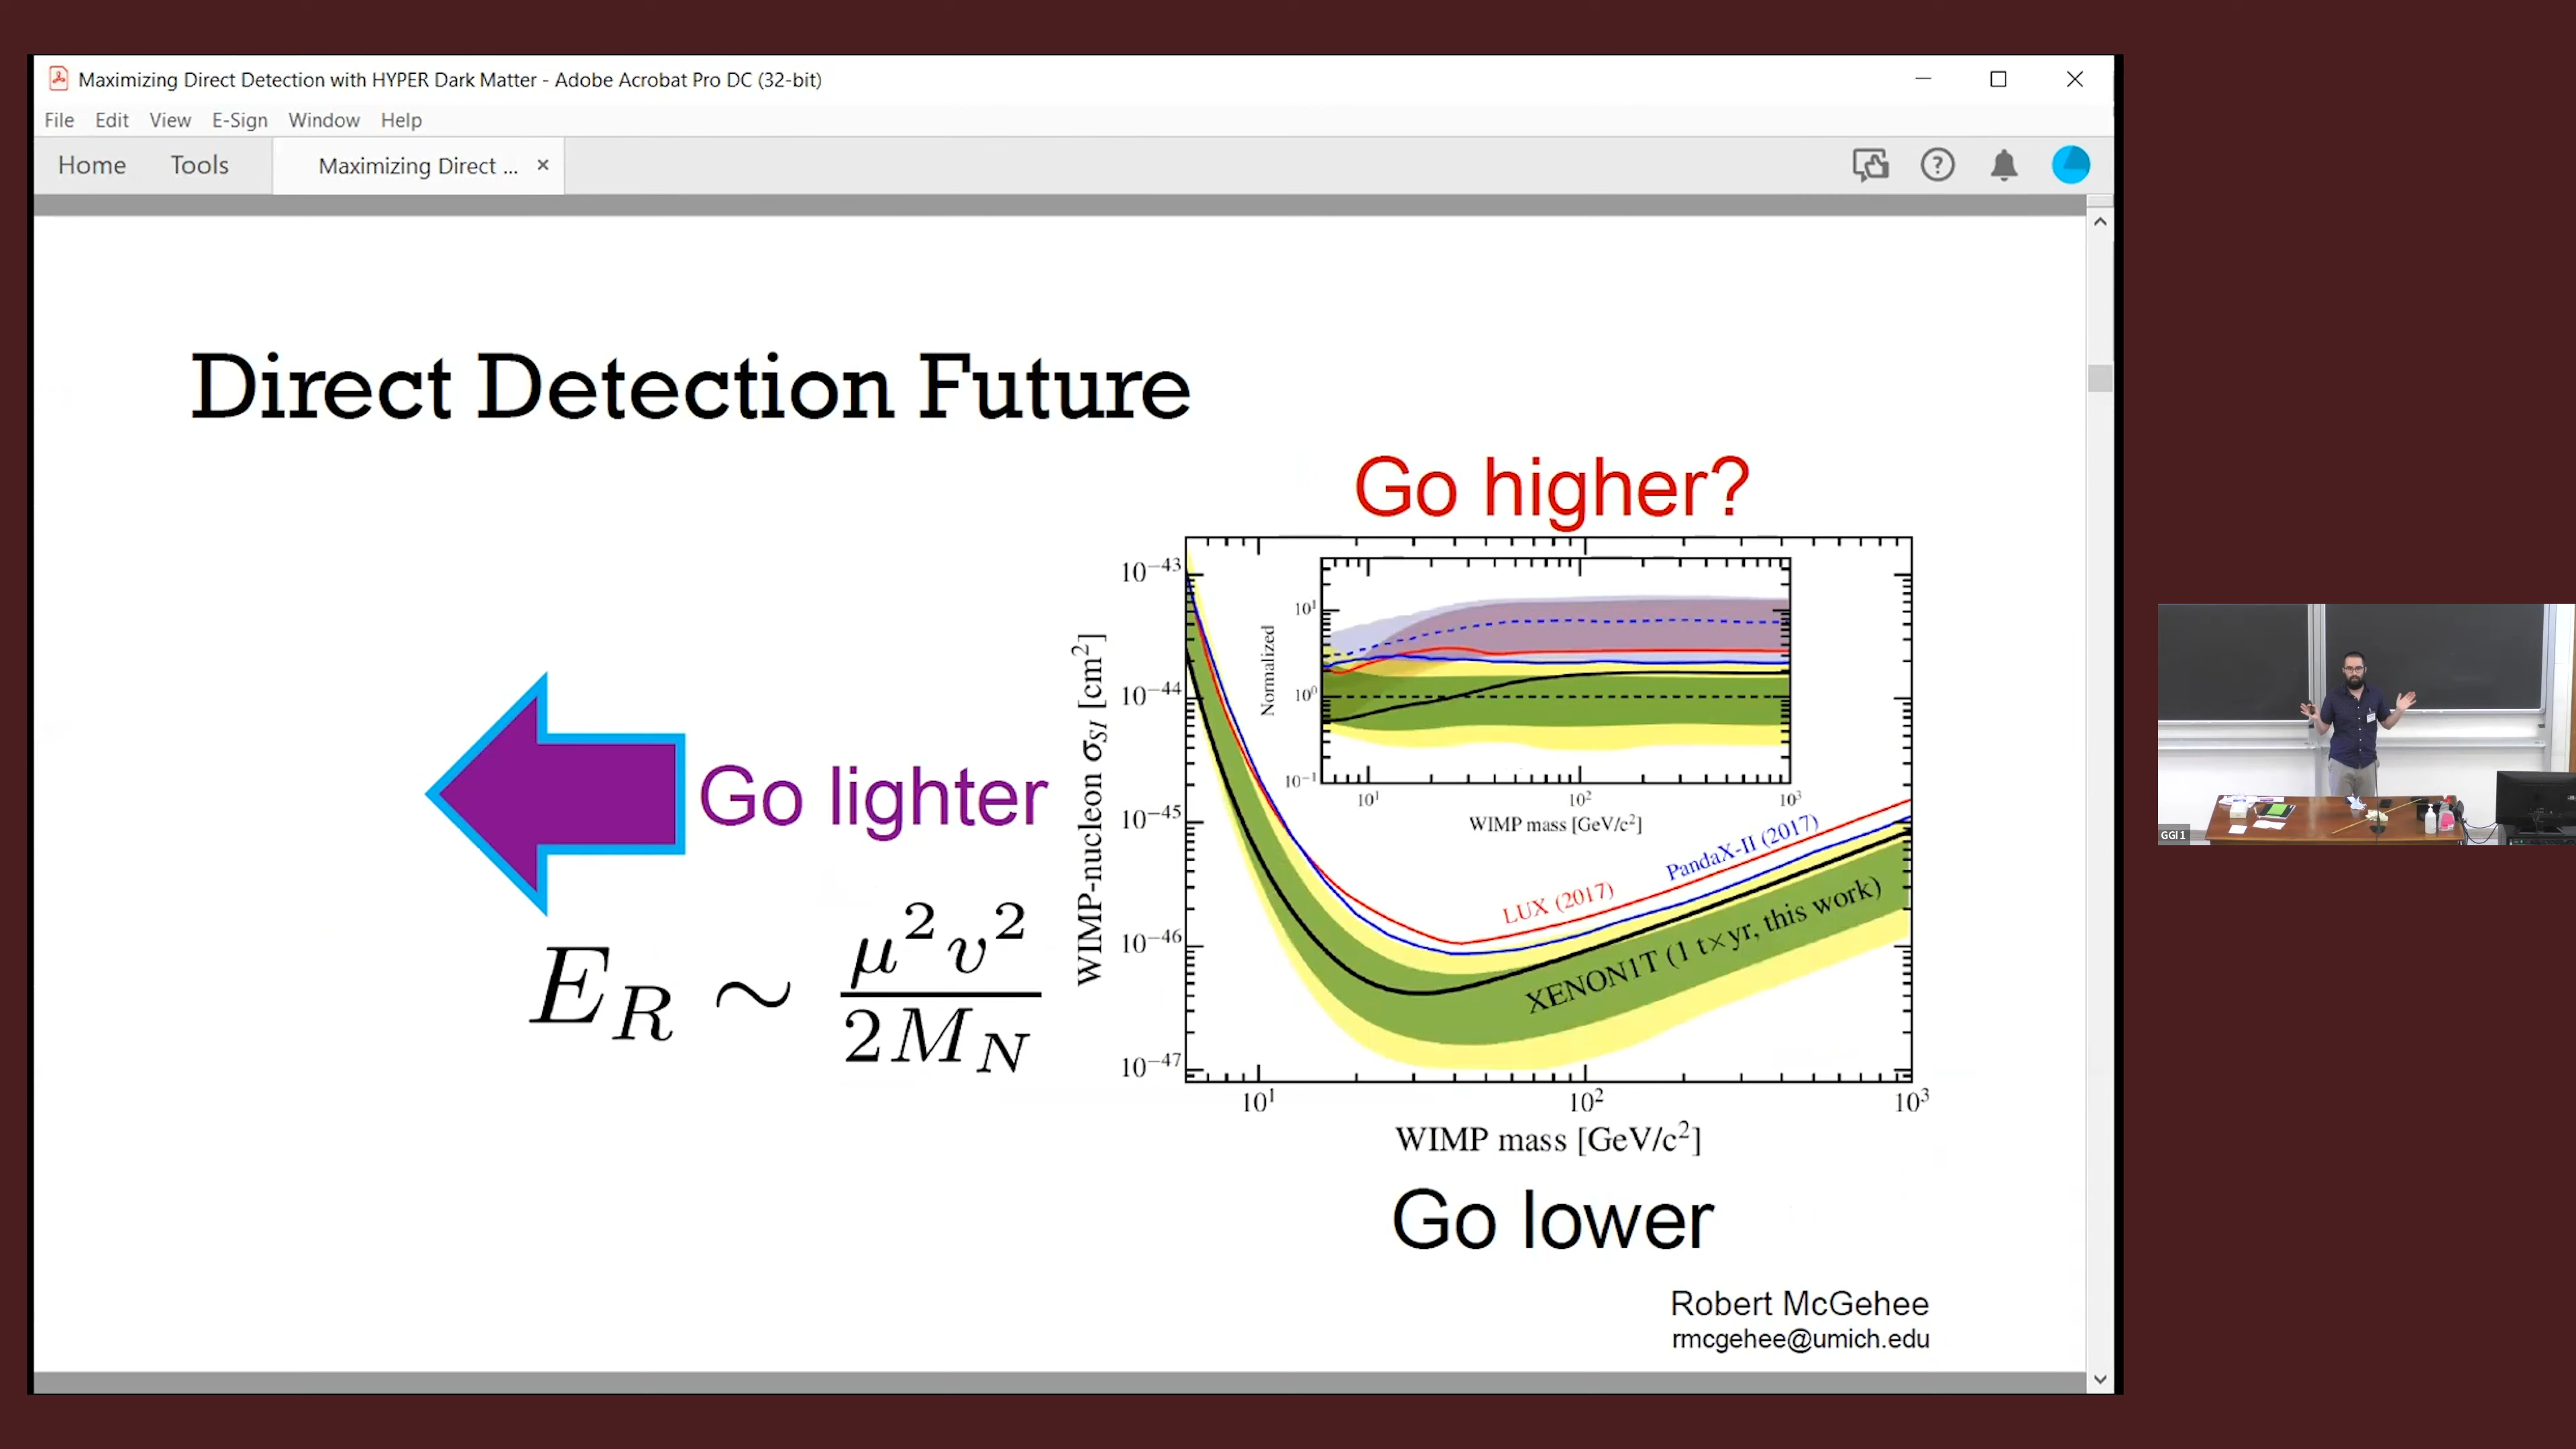 Maximizing Direct Detection with HYPER Dark Matter - Adobe Acrobat Pro DC (32-bit)
File Edit View E-Sign Window Help
Home Tools Maximizing Direct ... ×
Direct Detection Future
Go higher?
Go lighter
E_R ~ μ²v² / 2M_N
WIMP-nucleon σ_SI [cm²]
10⁻⁴³
10⁻⁴⁴
10⁻⁴⁵
10⁻⁴⁶
10⁻⁴⁷
Normalized
10¹
10⁰
10⁻¹
10¹ 10² 10³
WIMP mass [GeV/c²]
LUX (2017)
PandaX-II (2017)
XENON1T (1 t×yr, this work)
10¹ 10² 10³
WIMP mass [GeV/c²]
Go lower
Robert McGehee
rmcgehee@umich.edu
GGI 1